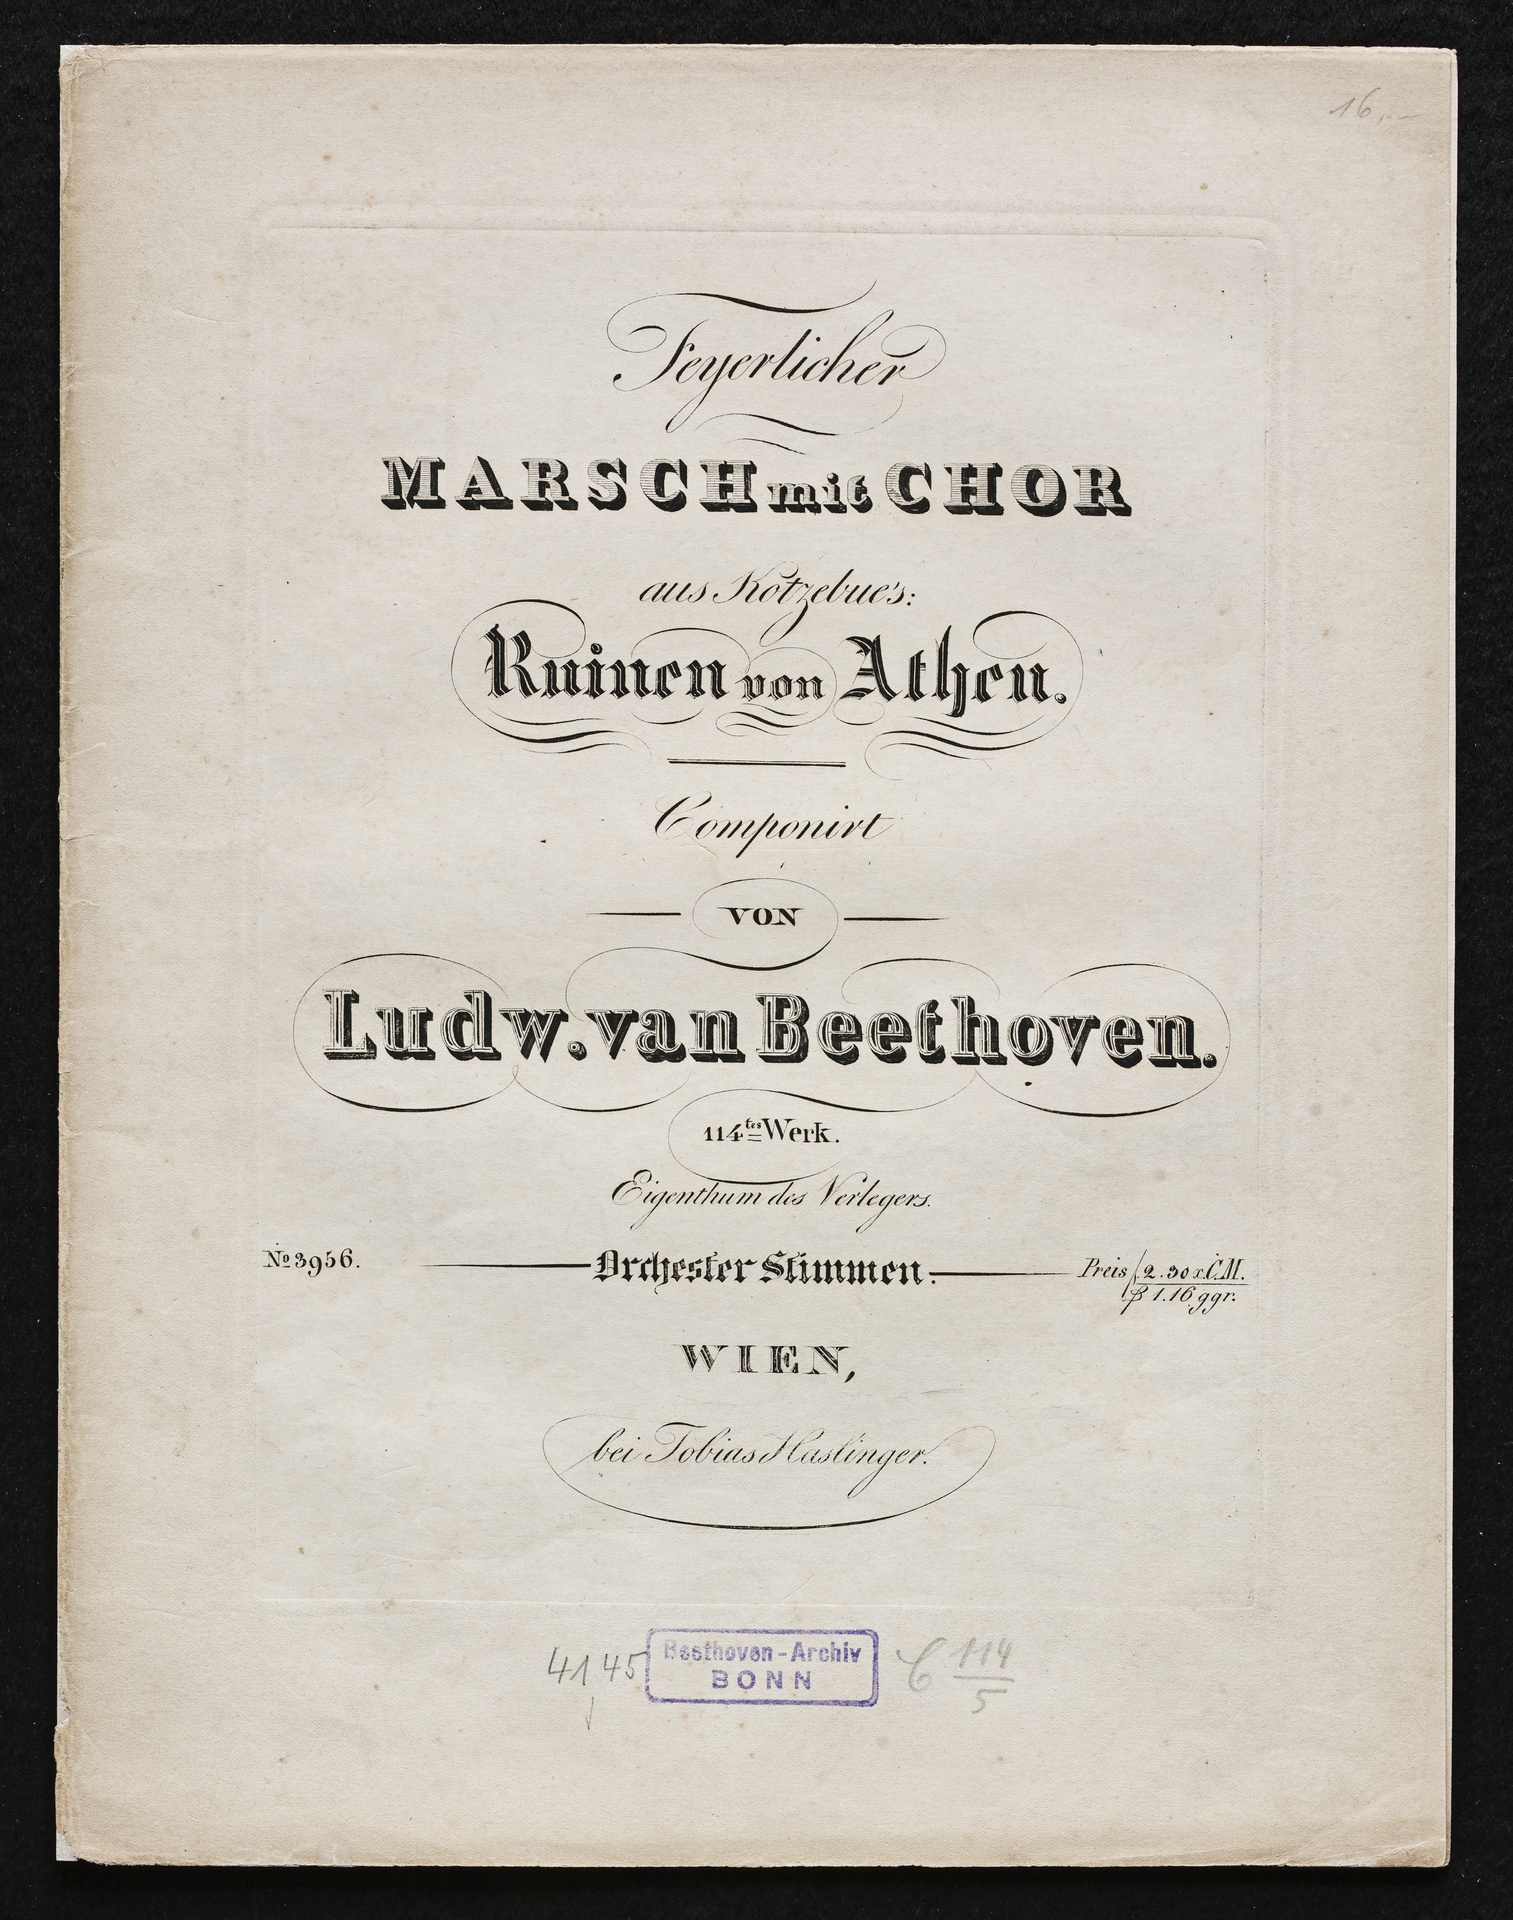 16,-
Feyerlicher
MARSCH mit CHOR
aus Kotzebue's:
Ruinen von Athen.
Componirt
VON
Ludw. van Beethoven.
114tes Werk.
Eigenthum des Verlegers.
No 3956. Orchester Stimmen. Preis f 2.30 x.C.M.
1.16 ggr.
WIEN,
bei Tobias Haslinger.
4145 Beethoven-Archiv C 114/5
BONN